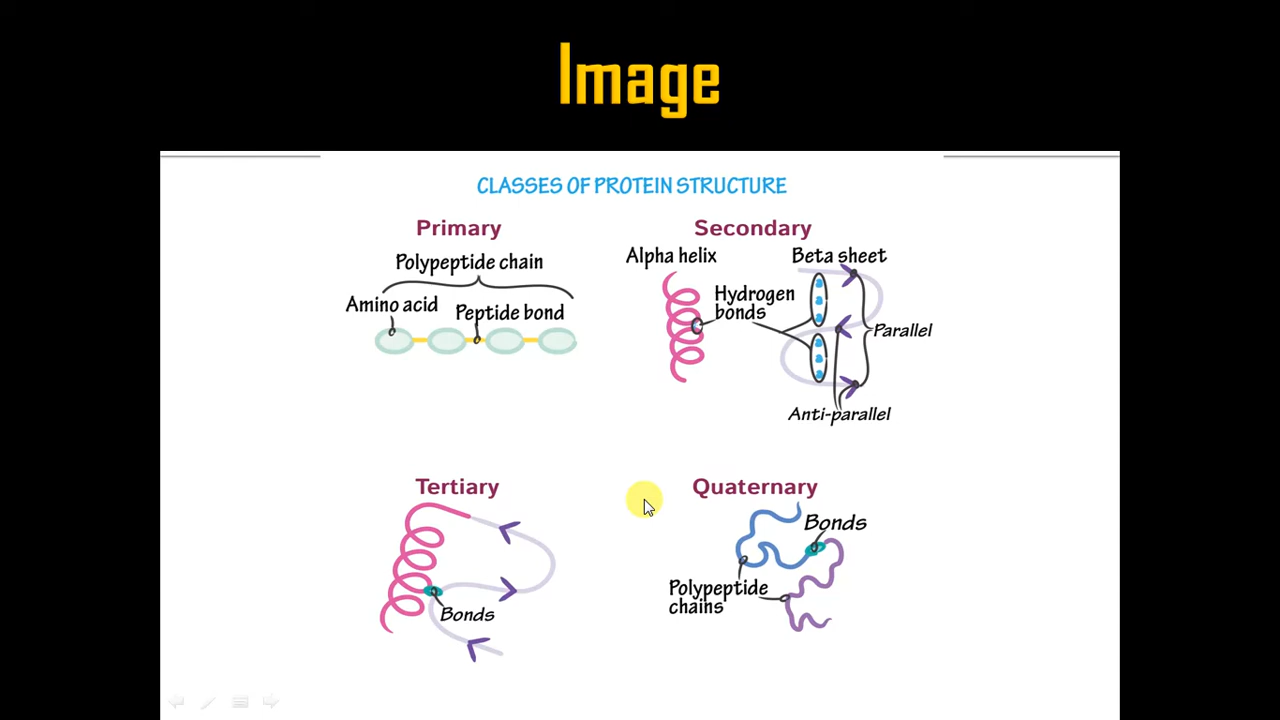 Image
CLASSES OF PROTEIN STRUCTURE
Primary
Polypeptide chain
Amino acid
Peptide bond
Secondary
Alpha helix
Beta sheet
Hydrogen
bonds
Parallel
Anti-parallel
Tertiary
Bonds
Quaternary
Bonds
Polypeptide
chains